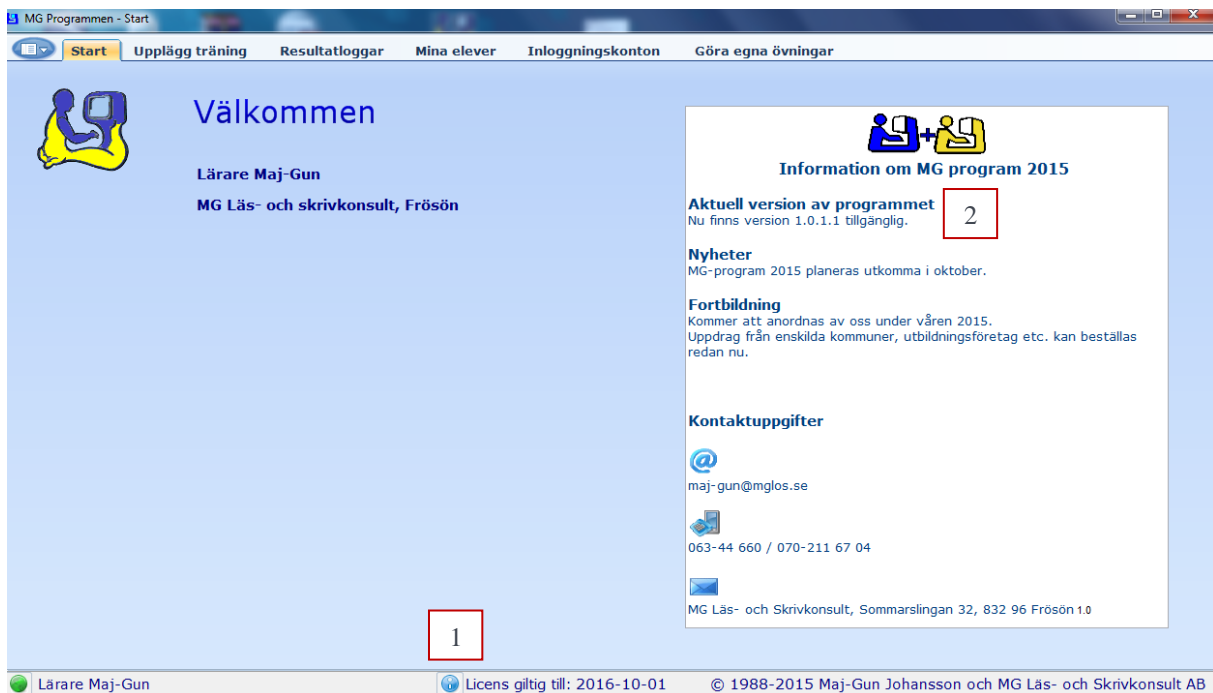 MG Programmen - Start
Start Upplägg träning Resultatloggar Mina elever Inloggningskonton Göra egna övningar
Välkommen
Lärare Maj-Gun
MG Läs- och skrivkonsult, Frösön
Information om MG program 2015
Aktuell version av programmet
2
Nu finns version 1.0.1.1 tillgänglig.
Nyheter
MG-program 2015 planeras utkomma i oktober.
Fortbildning
Kommer att anordnas av oss under våren 2015.
Uppdrag från enskilda kommuner, utbildningsföretag etc. kan beställas
redan nu.
Kontaktuppgifter
@
maj-gun@mglos.se
063-44 660 / 070-211 67 04
MG Läs- och Skrivkonsult, Sommarslingan 32, 832 96 Frösön 1.0
1
Lärare Maj-Gun Licens giltig till: 2016-10-01 © 1988-2015 Maj-Gun Johansson och MG Läs- och Skrivkonsult AB